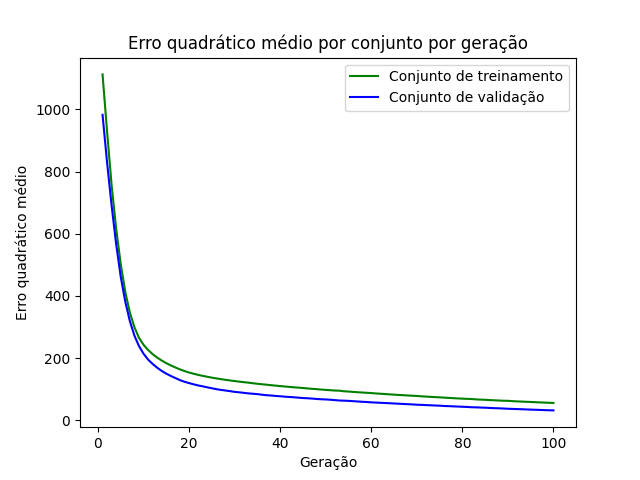 Erro quadrático médio por conjunto por geração
Conjunto de treinamento
Conjunto de validação
Erro quadrático médio
1000
800
600
400
200
0
0 20 40 60 80 100
Geração